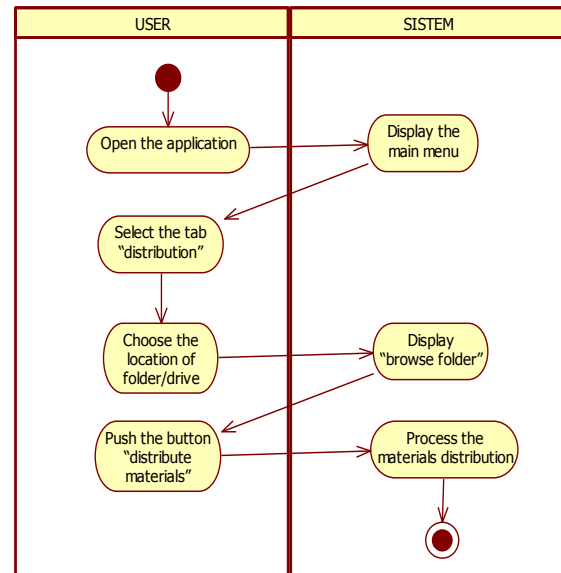 USER
SISTEM
Open the application
Display the
main menu
Select the tab
“distribution”
Choose the
location of
folder/drive
Display
“browse folder”
Push the button
“distribute
materials”
Process the
materials distribution